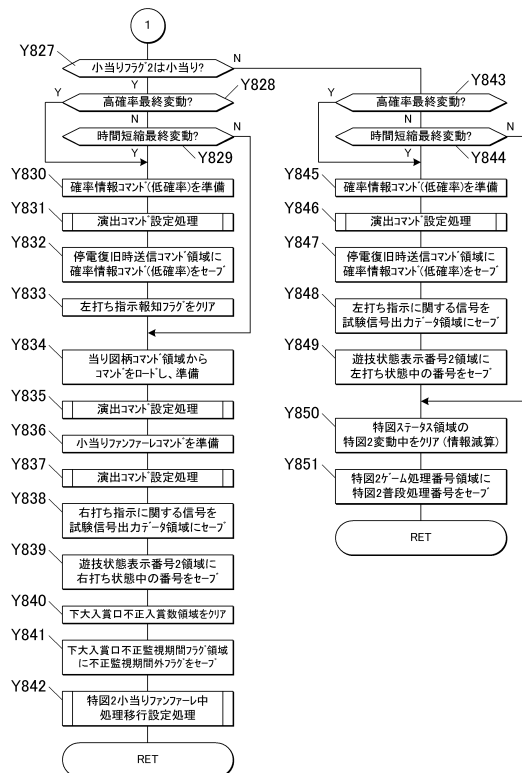 1
Y827
小当りフラグ2は小当り?
N
Y
Y828
高確率最終変動?
Y
N
時間短縮最終変動?
N
Y
Y829
Y830
確率情報コマンド(低確率)を準備
Y831
演出コマンド設定処理
Y832
停電復旧時送信コマンド領域に
確率情報コマンド(低確率)をセーブ
Y833
左打ち指示報知フラグをクリア
Y834
当り図柄コマンド領域から
コマンドをロードし、準備
Y835
演出コマンド設定処理
Y836
小当りファンファーレコマンドを準備
Y837
演出コマンド設定処理
Y838
右打ち指示に関する信号を
試験信号出力データ領域にセーブ
Y839
遊技状態表示番号2領域に
右打ち状態中の番号をセーブ
Y840
下大入賞口不正入賞数領域をクリア
Y841
下大入賞口不正監視期間フラグ領域
に不正監視期間外フラグをセーブ
Y842
特図2小当りファンファーレ中
処理移行設定処理
RET
Y843
高確率最終変動?
Y
N
時間短縮最終変動?
N
Y
Y844
Y845
確率情報コマンド(低確率)を準備
Y846
演出コマンド設定処理
Y847
停電復旧時送信コマンド領域に
確率情報コマンド(低確率)をセーブ
Y848
左打ち指示に関する信号を
試験信号出力データ領域にセーブ
Y849
遊技状態表示番号2領域に
左打ち状態中の番号をセーブ
Y850
特図ステータス領域の
特図2変動中をクリア(情報減算)
Y851
特図2ゲーム処理番号領域に
特図2普段処理番号をセーブ
RET